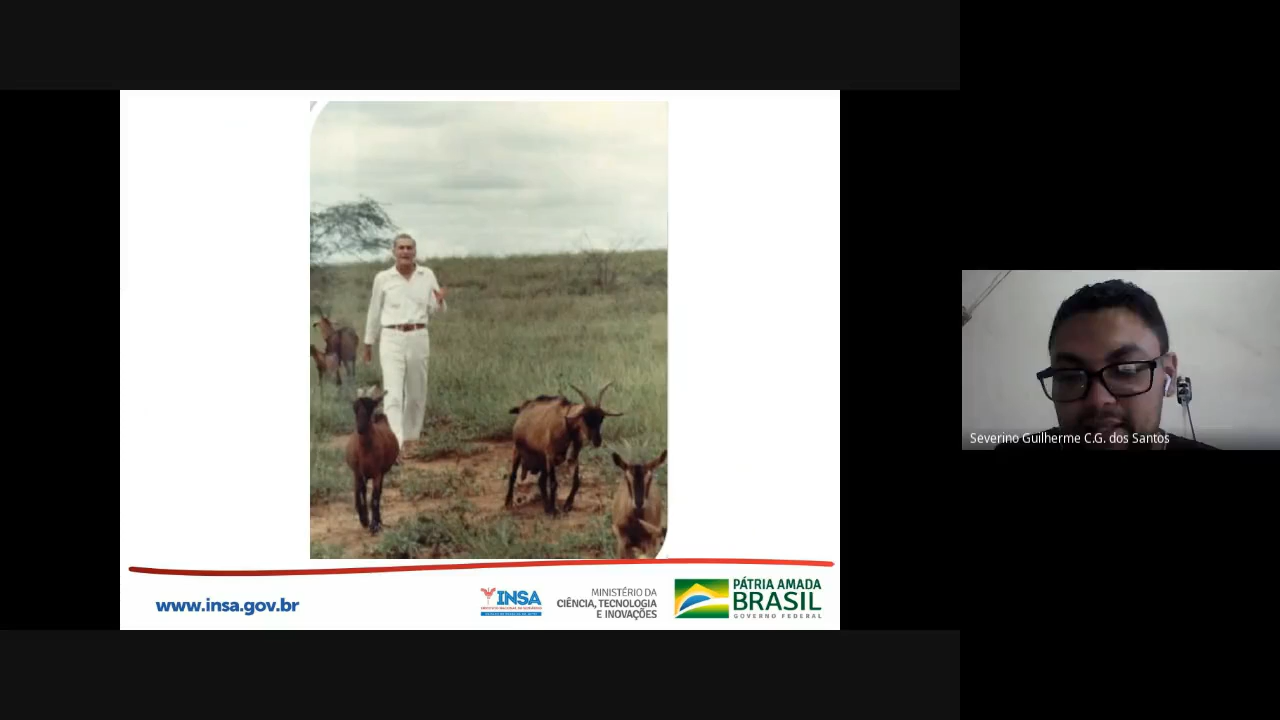 www.insa.gov.br
INSA
MINISTÉRIO DA
CIÊNCIA, TECNOLOGIA
E INOVAÇÕES
PÁTRIA AMADA
BRASIL
GOVERNO FEDERAL
Severino Guilherme C.G. dos Santos